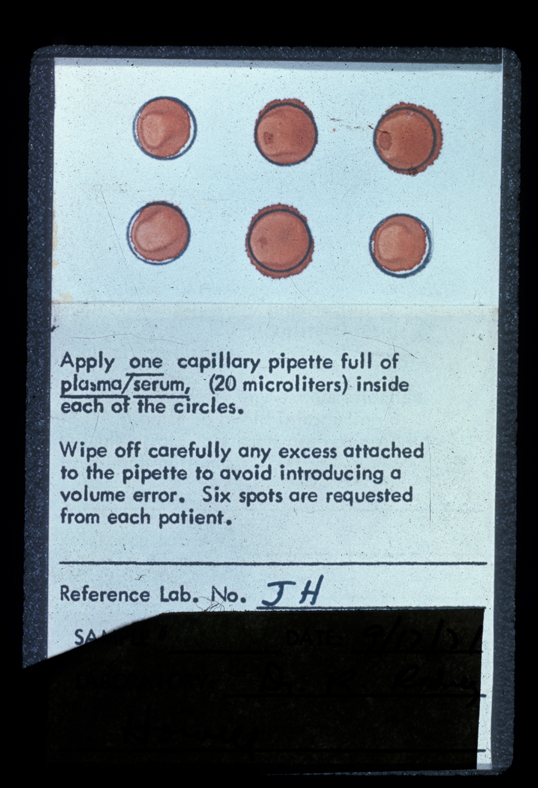 Apply one capillary pipette full of
plasma/serum, (20 microliters) inside
each of the circles.
Wipe off carefully any excess attached
to the pipette to avoid introducing a
volume error. Six spots are requested
from each patient.
Reference Lab. No. JH
DATE